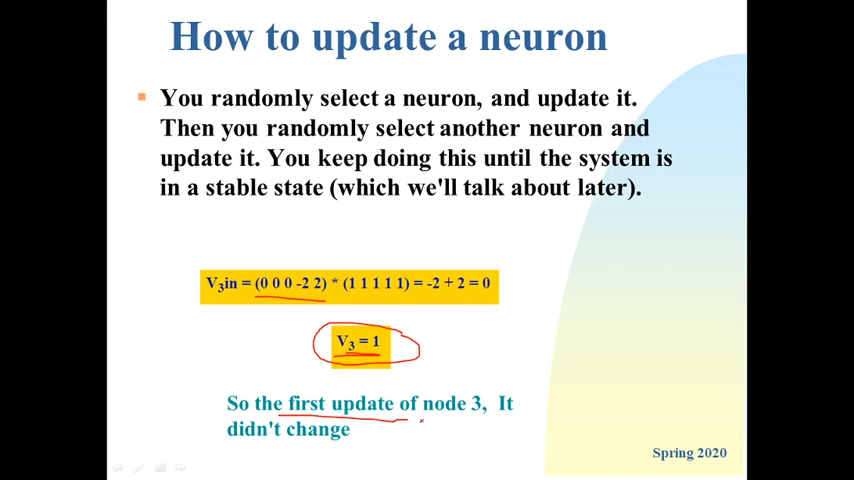 How to update a neuron
You randomly select a neuron, and update it.
Then you randomly select another neuron and
update it. You keep doing this until the system is
in a stable state (which we'll talk about later).
V3in = (0 0 0 -2 2) * (1 1 1 1 1) = -2 + 2 = 0
V3 = 1
So the first update of node 3, It
didn't change
Spring 2020